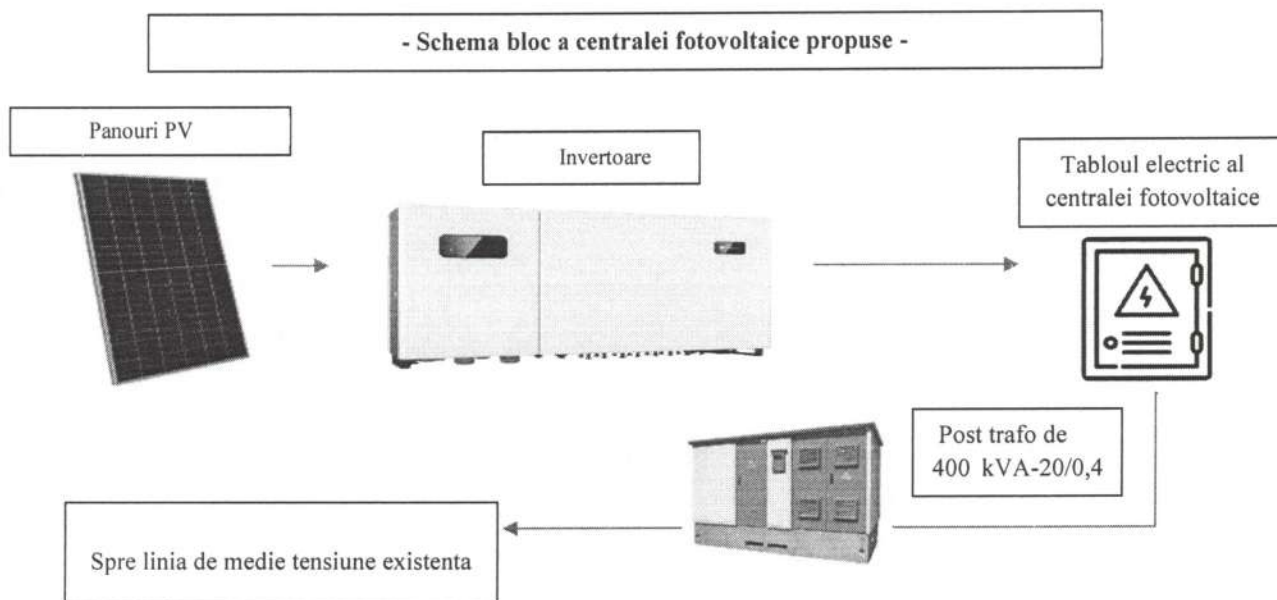 - Schema bloc a centralei fotovoltaice propuse -
Panouri PV
Invertoare
Tabloul electric al
centralei fotovoltaice
Post trafo de
400 kVA-20/0,4
Spre linia de medie tensiune existenta